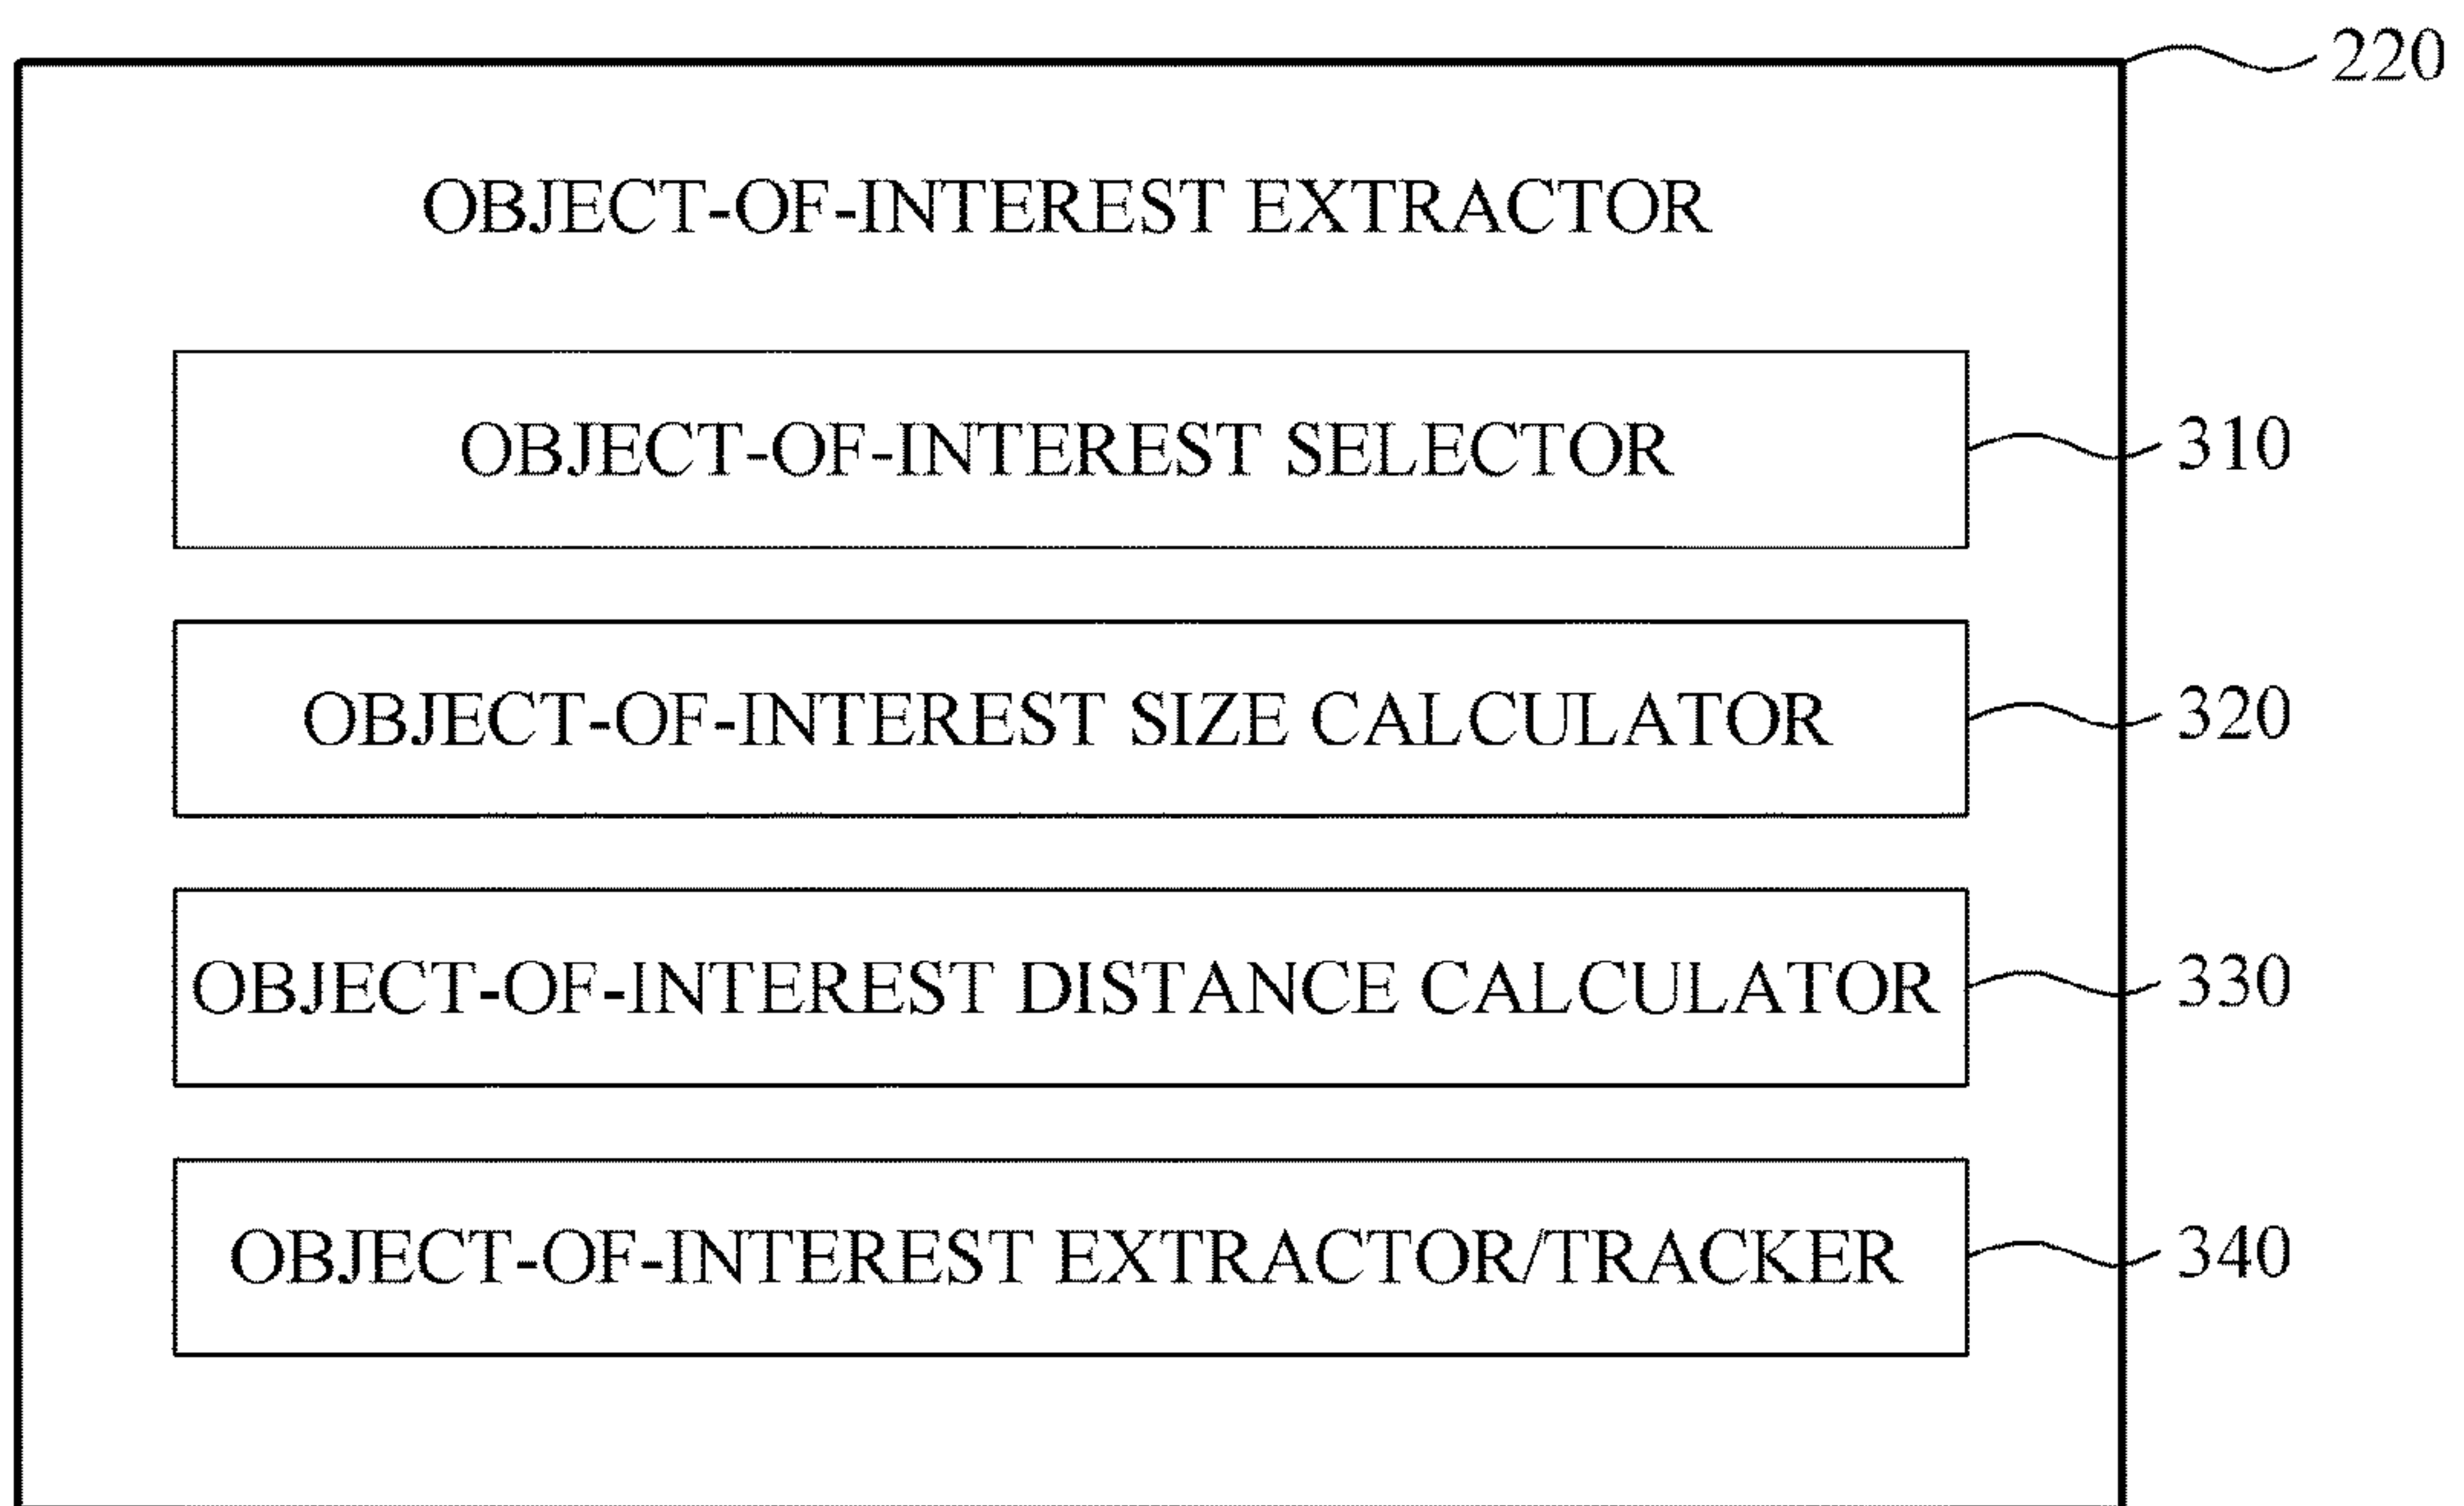 220
OBJECT-OF-INTEREST EXTRACTOR
OBJECT-OF-INTEREST SELECTOR 310
OBJECT-OF-INTEREST SIZE CALCULATOR 320
OBJECT-OF-INTEREST DISTANCE CALCULATOR 330
OBJECT-OF-INTEREST EXTRACTOR/TRACKER 340